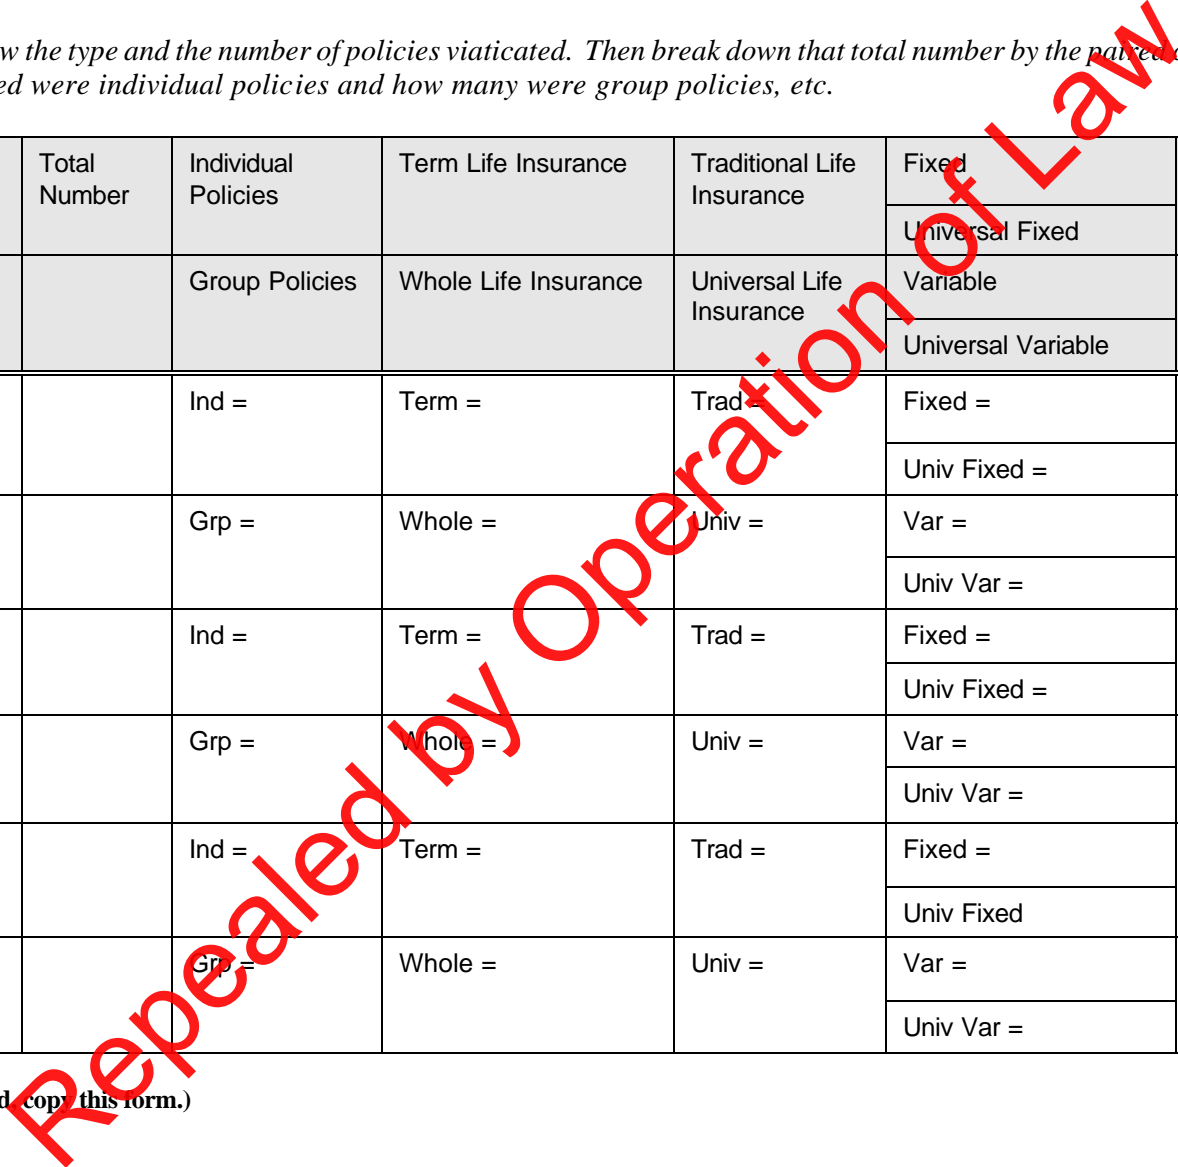 w the type and the number of policies viaticated. Then break down that total number by the paired
ed were individual policies and how many were group policies, etc.
Total Number
Individual Policies
Term Life Insurance
Traditional Life Insurance
Fixed
Universal Fixed
Group Policies
Whole Life Insurance
Universal Life Insurance
Variable
Universal Variable
Ind =
Term =
Trad =
Fixed =
Univ Fixed =
Grp =
Whole =
Univ =
Var =
Univ Var =
Ind =
Term =
Trad =
Fixed =
Univ Fixed =
Grp =
Whole =
Univ =
Var =
Univ Var =
Ind =
Term =
Trad =
Fixed =
Univ Fixed
Grp =
Whole =
Univ =
Var =
Univ Var =
d, copy this form.)
Repealed by Operation of Law